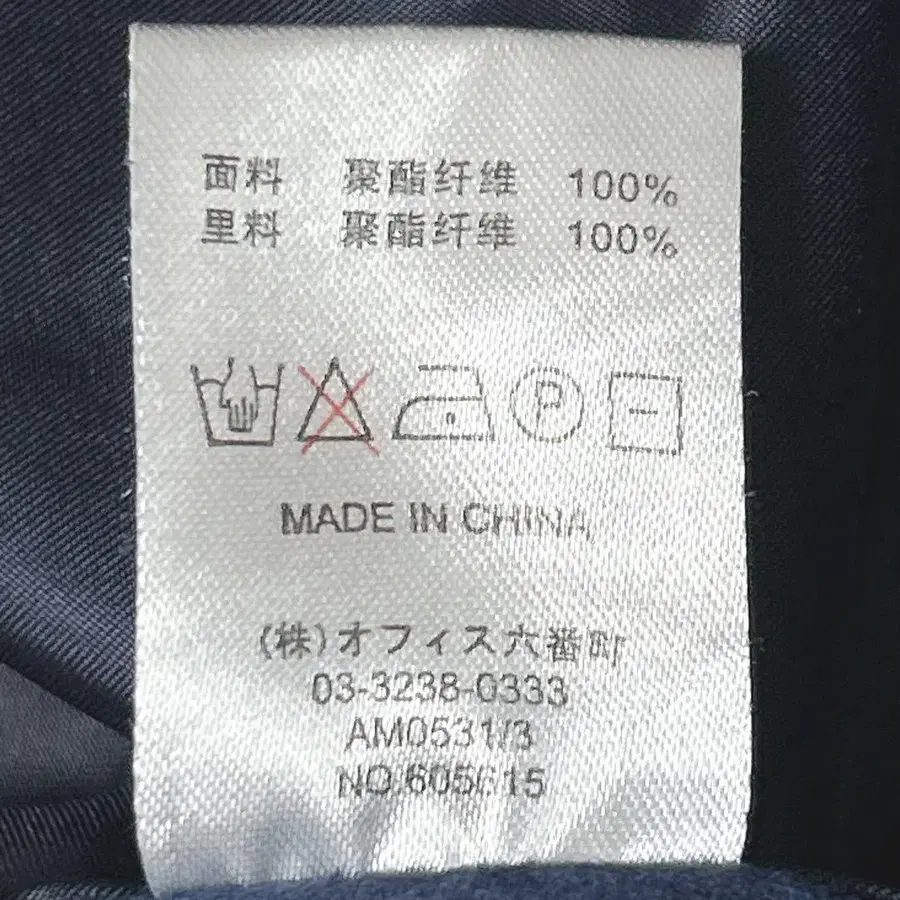 面料 聚酯纤维 100%
里料 聚酯纤维 100%
P
MADE IN CHINA
(株)オフィス六番町
03-3238-0333
AM0531/3
NO.605615